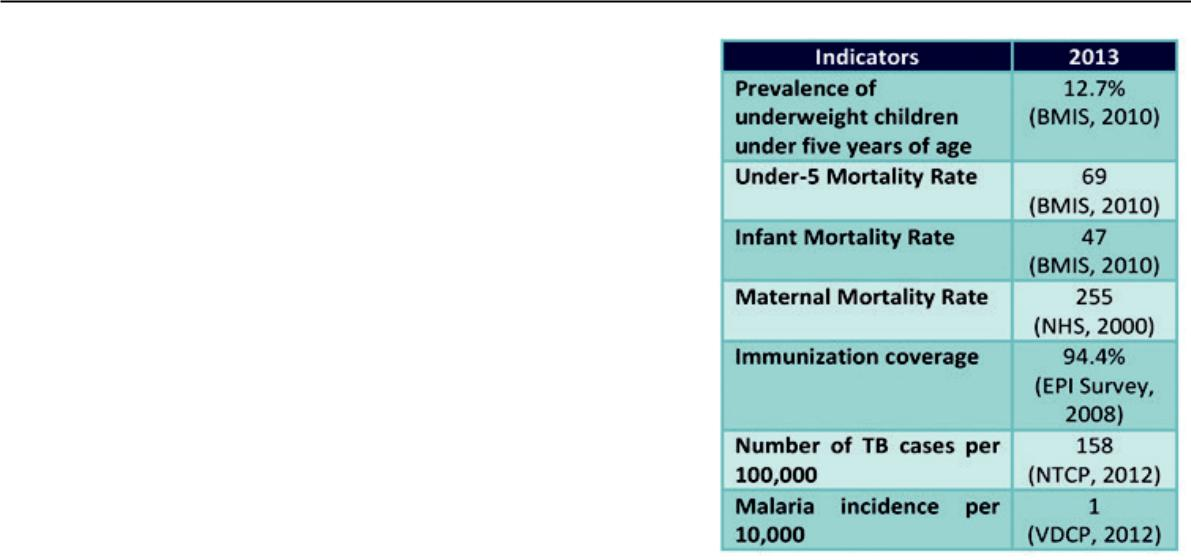 Indicators 2013
Prevalence of 12.7%
underweight children (BMIS, 2010)
under five years of age
Under-5 Mortality Rate 69
(BMIS, 2010)
Infant Mortality Rate 47
(BMIS, 2010)
Maternal Mortality Rate 255
(NHS, 2000)
Immunization coverage 94.4%
(EPI Survey,
2008)
Number of TB cases per 158
100,000 (NTCP, 2012)
Malaria incidence per 1
10,000 (VDCP, 2012)